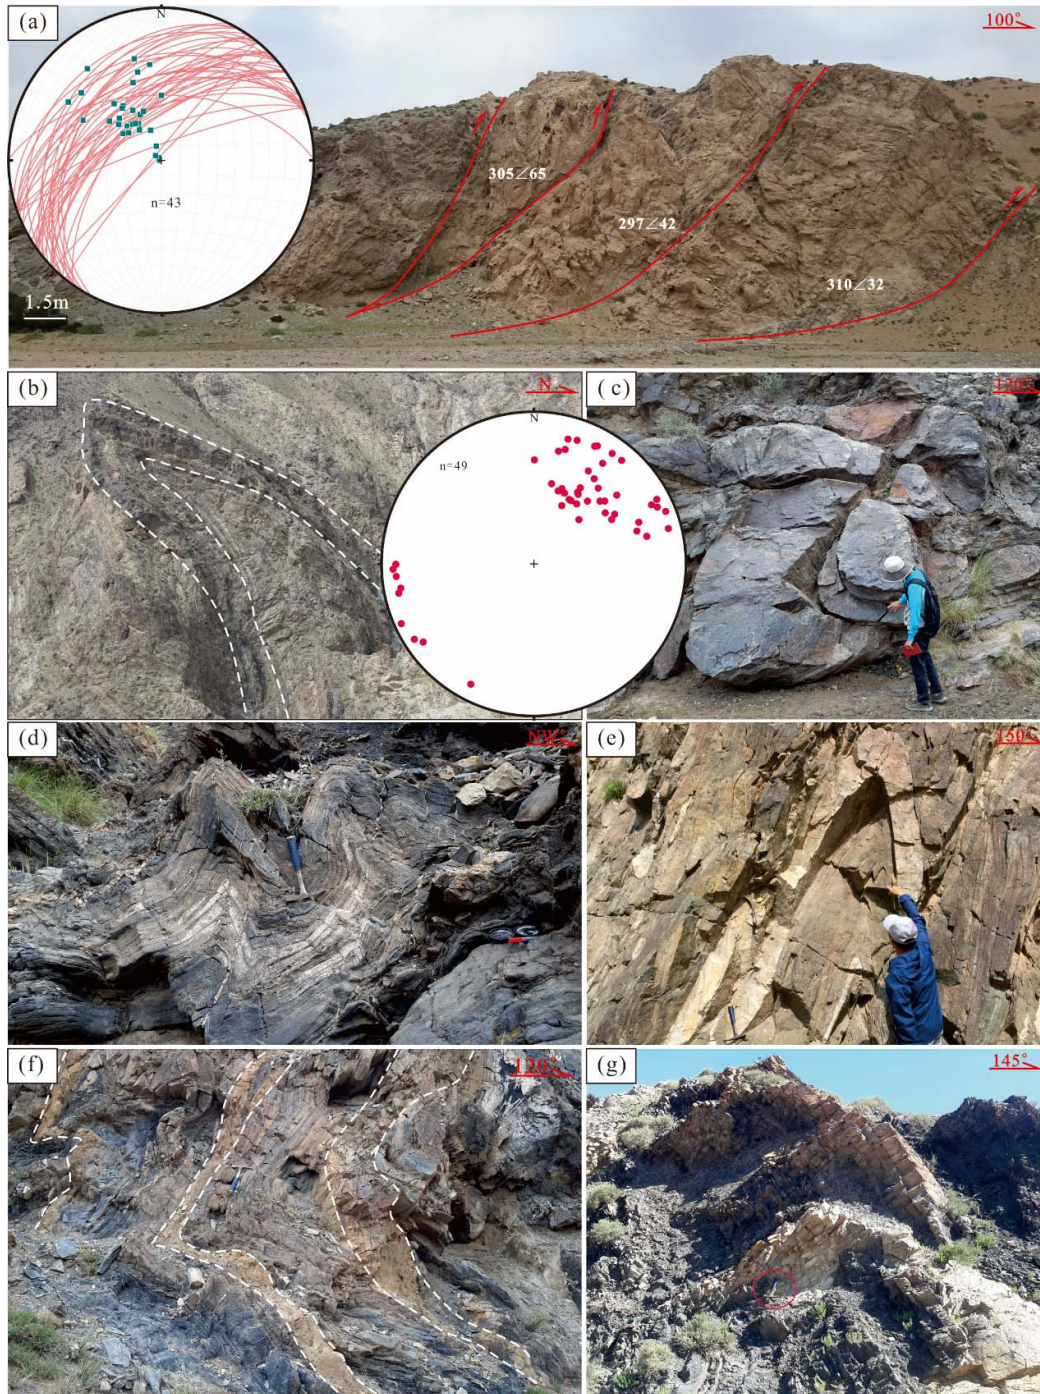 (a)
N
100°
305∠65
n=43
297∠42
310∠32
1.5m
(b)
N
(c)
120°
N
n=49
(d)
NW°
(e)
150°
(f)
120°
(g)
145°